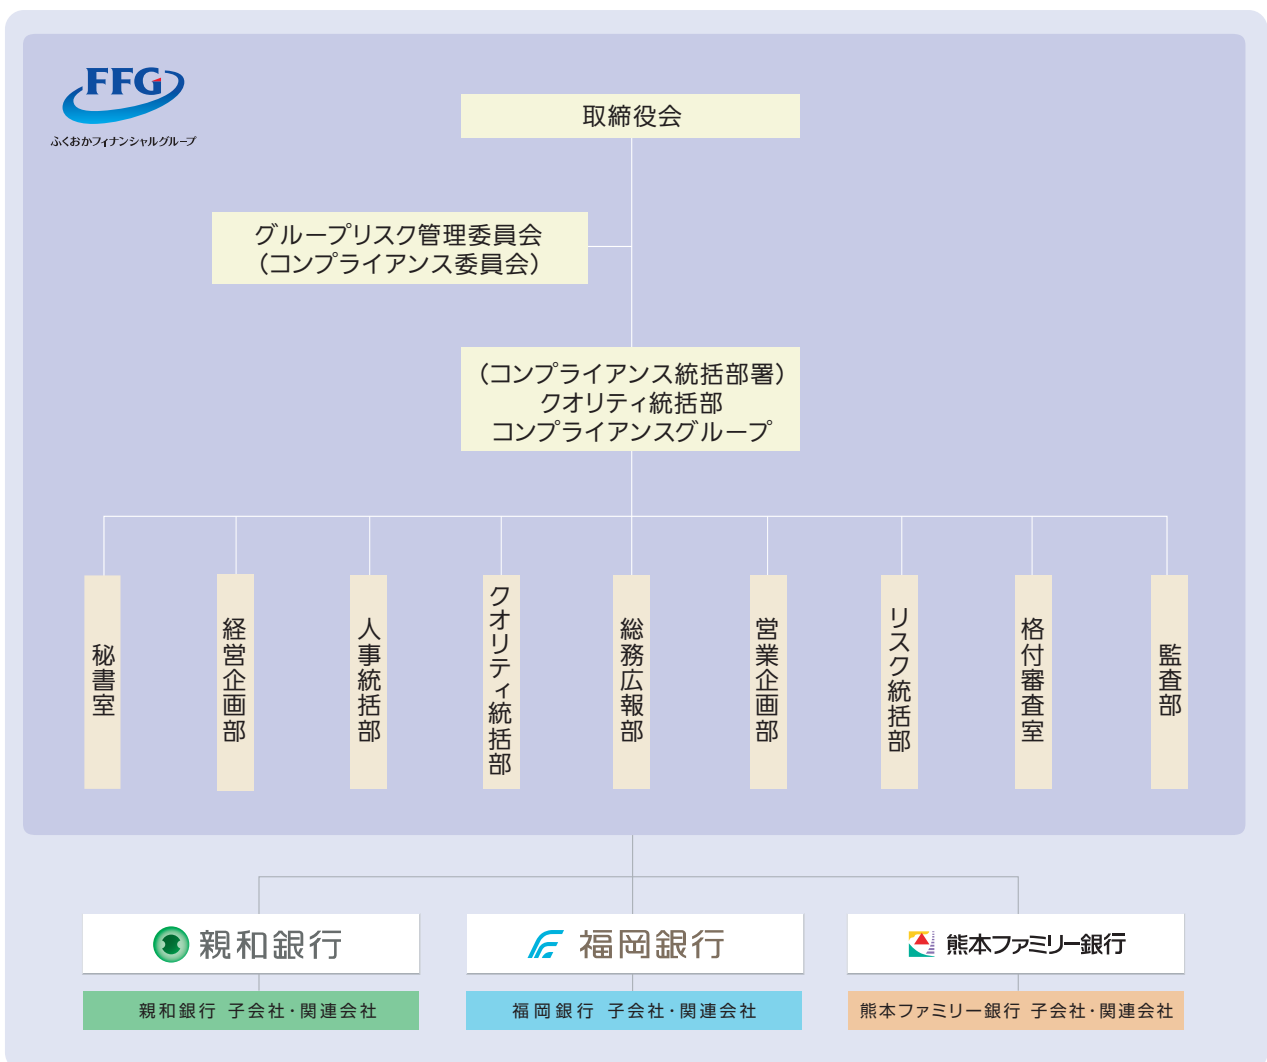 FFG
ふくおかフィナンシャルグループ
取締役会
グループリスク管理委員会
（コンプライアンス委員会）
（コンプライアンス統括部署）
クオリティ統括部
コンプライアンスグループ
秘書室
経営企画部
人事統括部
クオリティ統括部
総務広報部
営業企画部
リスク統括部
格付審査室
監査部
親和銀行
福岡銀行
熊本ファミリー銀行
親和銀行 子会社・関連会社
福岡銀行 子会社・関連会社
熊本ファミリー銀行 子会社・関連会社